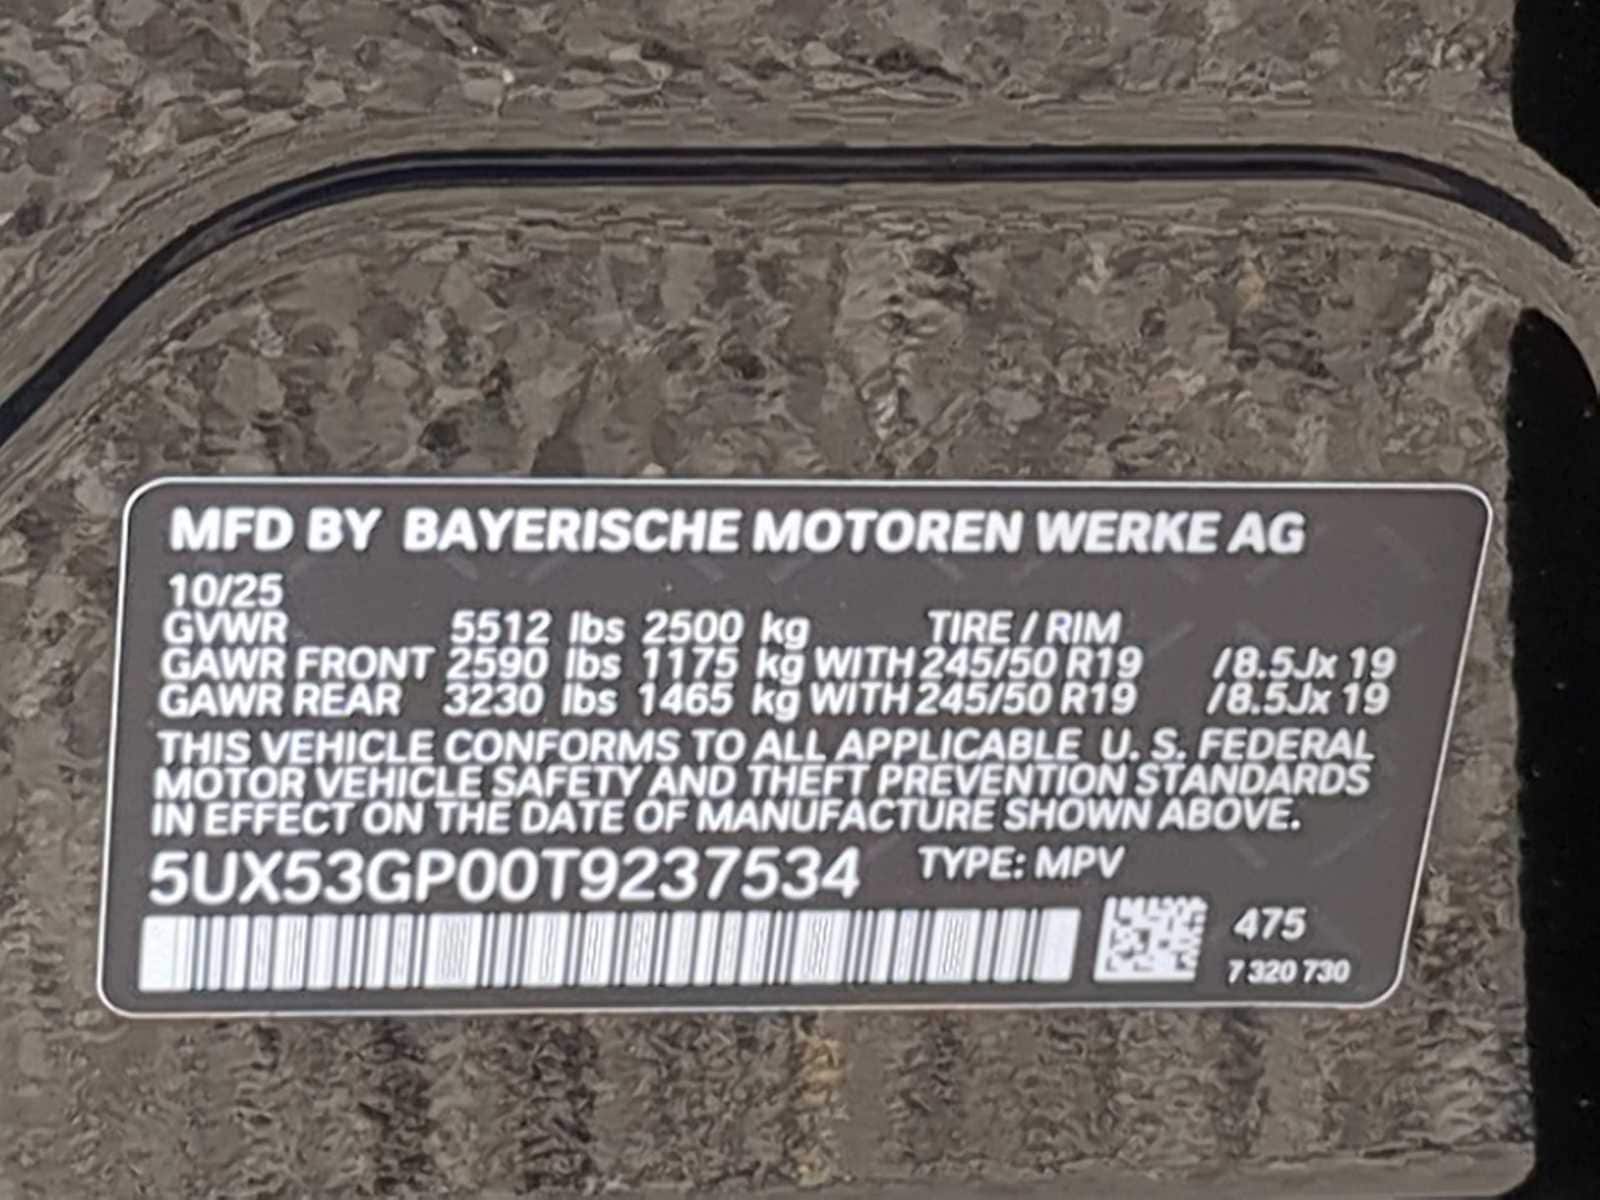 MFD BY BAYERISCHE MOTOREN WERKE AG
10/25
GVWR 5512 lbs 2500 kg TIRE / RIM
GAWR FRONT 2590 lbs 1175 kg WITH 245/50 R19 /8.5Jx 19
GAWR REAR 3230 lbs 1465 kg WITH 245/50 R19 /8.5Jx 19
THIS VEHICLE CONFORMS TO ALL APPLICABLE U. S. FEDERAL
MOTOR VEHICLE SAFETY AND THEFT PREVENTION STANDARDS
IN EFFECT ON THE DATE OF MANUFACTURE SHOWN ABOVE.
5UX53GP00T9237534 TYPE: MPV
475
7 320 730